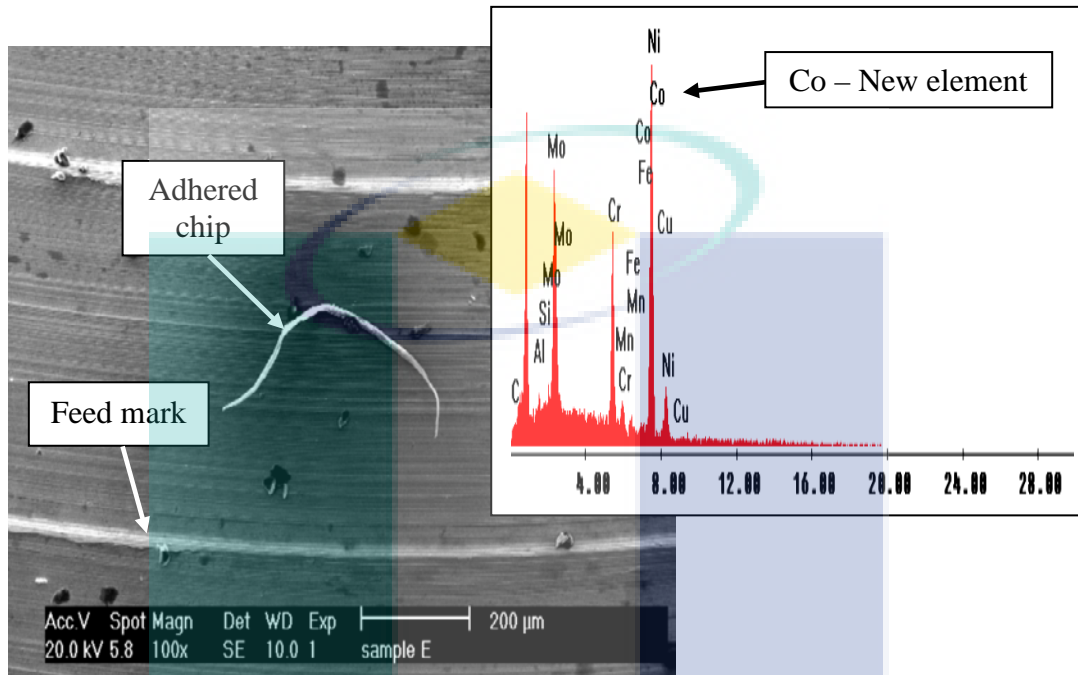 Ni
Co – New element
Co
Co
Mo
Fe
Adhered
chip
Cr
Cu
Mo
Mo
Fe
Si
Mn
Al
Mn
Ni
C
Cr
Cu
Feed mark
4.00 8.00 12.00 16.00 20.00 24.00 28.00
Acc.V Spot Magn Det WD Exp
20.0 kV 5.8 100x SE 10.0 1 sample E
200 µm